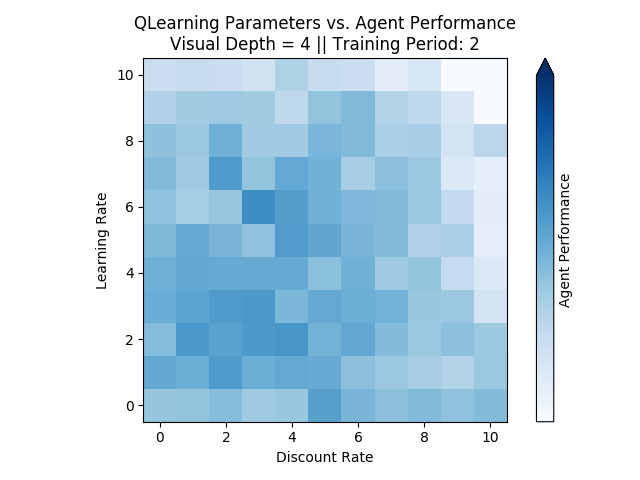 QLearning Parameters vs. Agent Performance
Visual Depth = 4 || Training Period: 2
10
8
6
4
2
0
Learning Rate
0 2 4 6 8 10
Discount Rate
Agent Performance